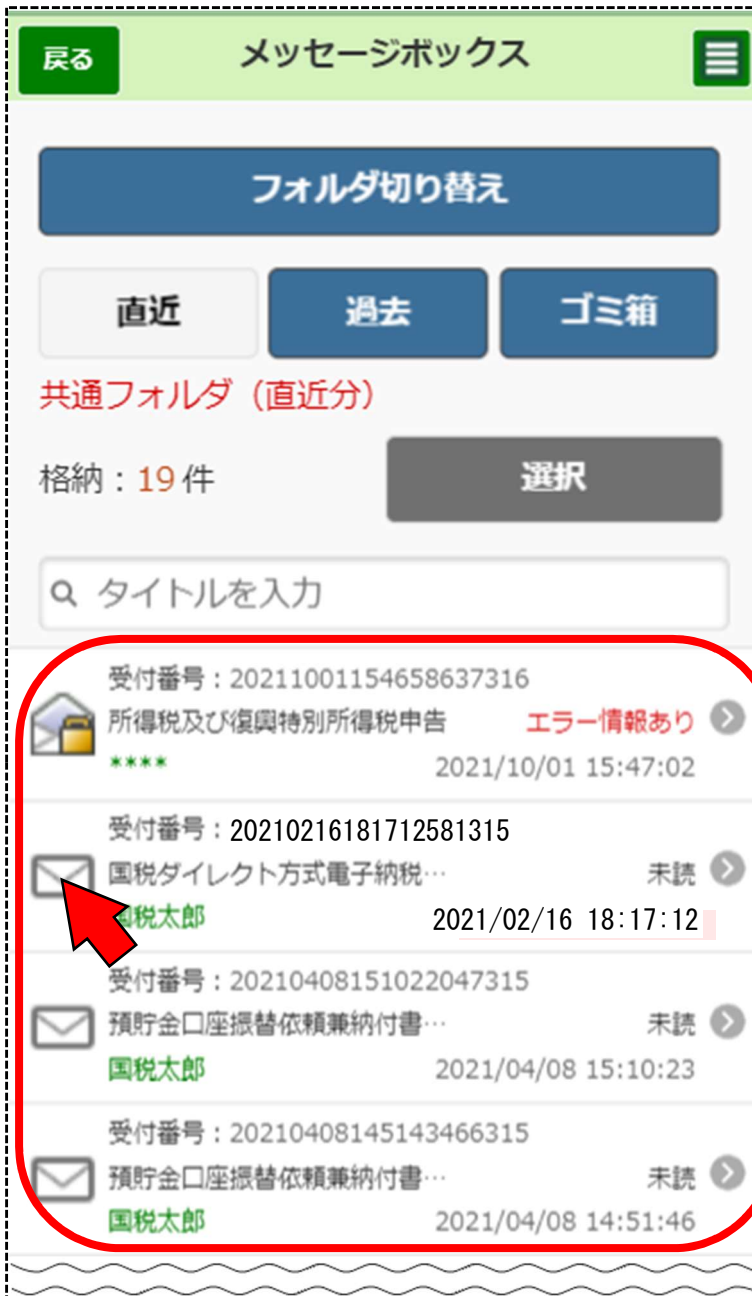 戻る メッセージボックス
フォルダ切り替え
直近 過去 ゴミ箱
共通フォルダ（直近分）
格納：19件 選択
タイトルを入力
受付番号：20211001154658637316
所得税及び復興特別所得税申告 エラー情報あり
**** 2021/10/01 15:47:02
受付番号：20210216181712581315
国税ダイレクト方式電子納税… 未読
国税太郎 2021/02/16 18:17:12
受付番号：20210408151022047315
預貯金口座振替依頼兼納付書… 未読
国税太郎 2021/04/08 15:10:23
受付番号：20210408145143466315
預貯金口座振替依頼兼納付書… 未読
国税太郎 2021/04/08 14:51:46